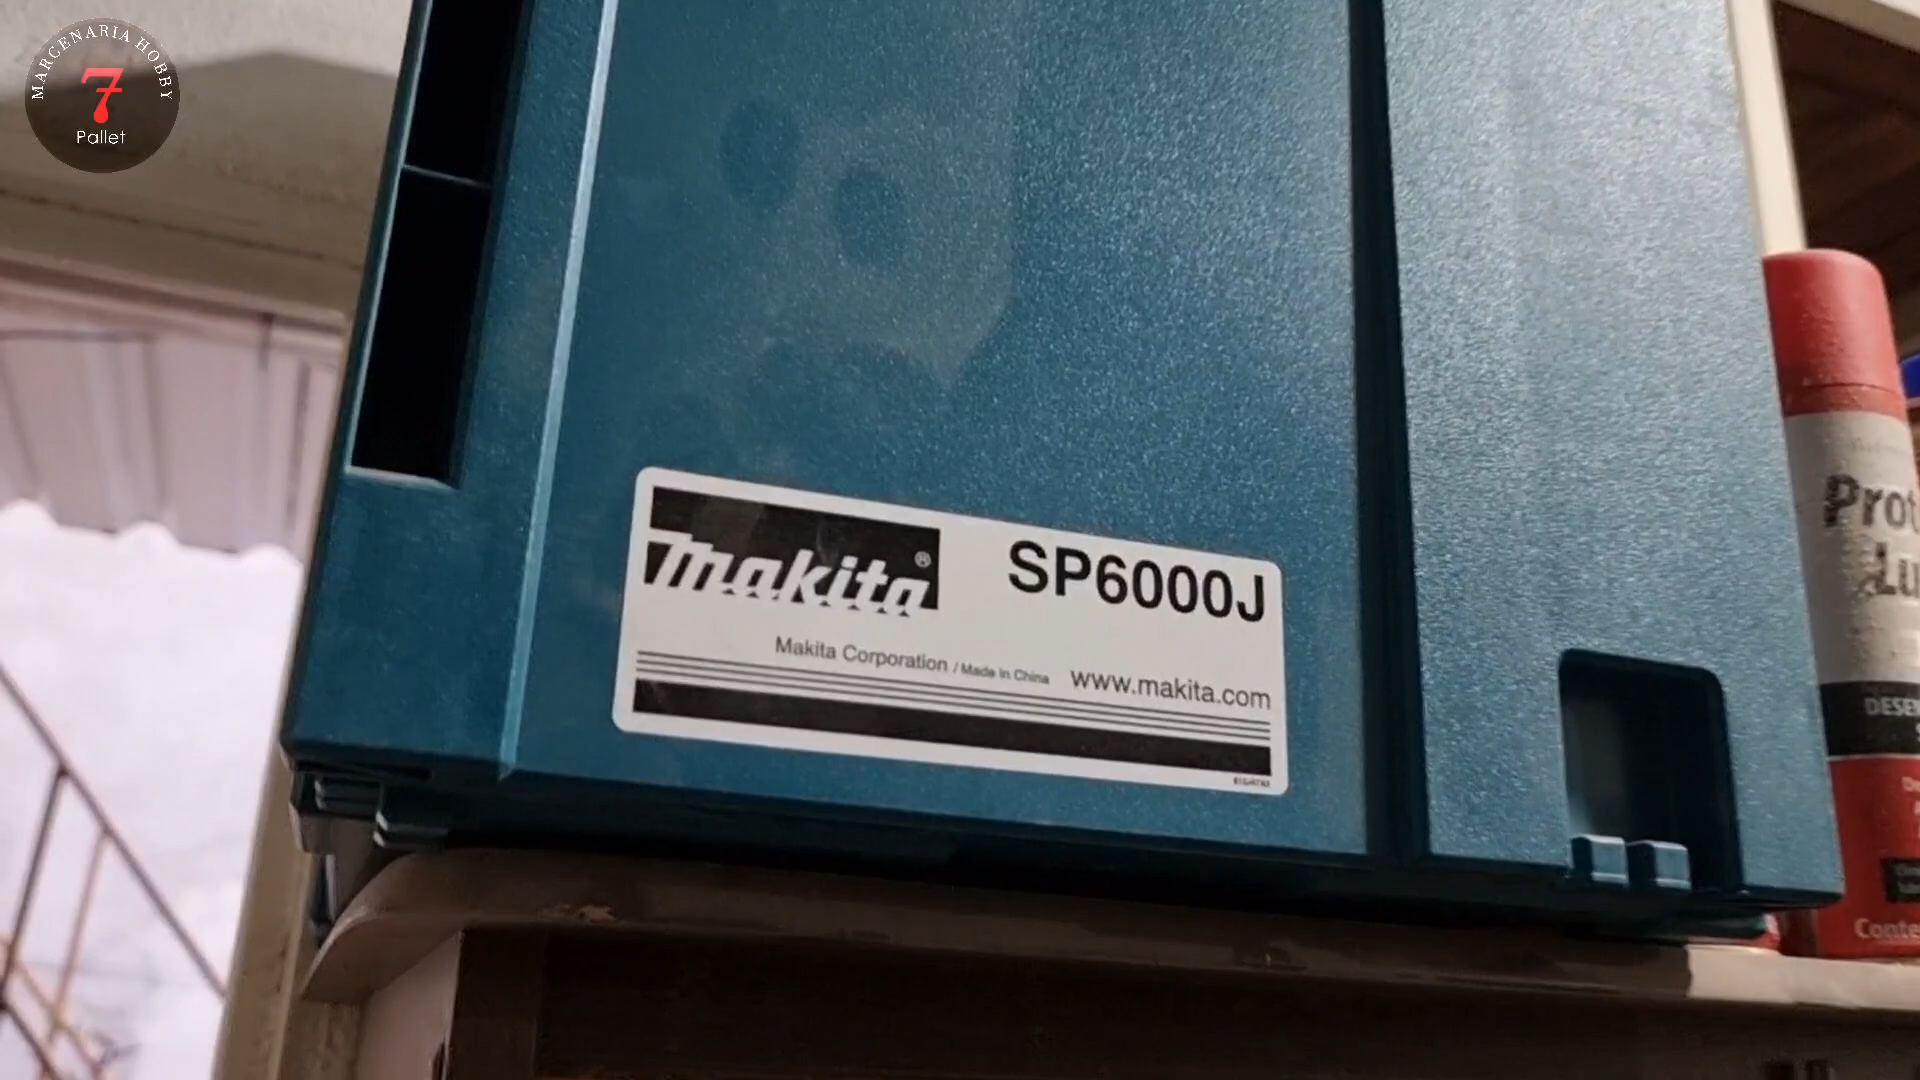 MARCENARIA HOBBY
7
Pallet
makita®
SP6000J
Makita Corporation / Made in China www.makita.com
Prot
Lu
DESEN
Conte